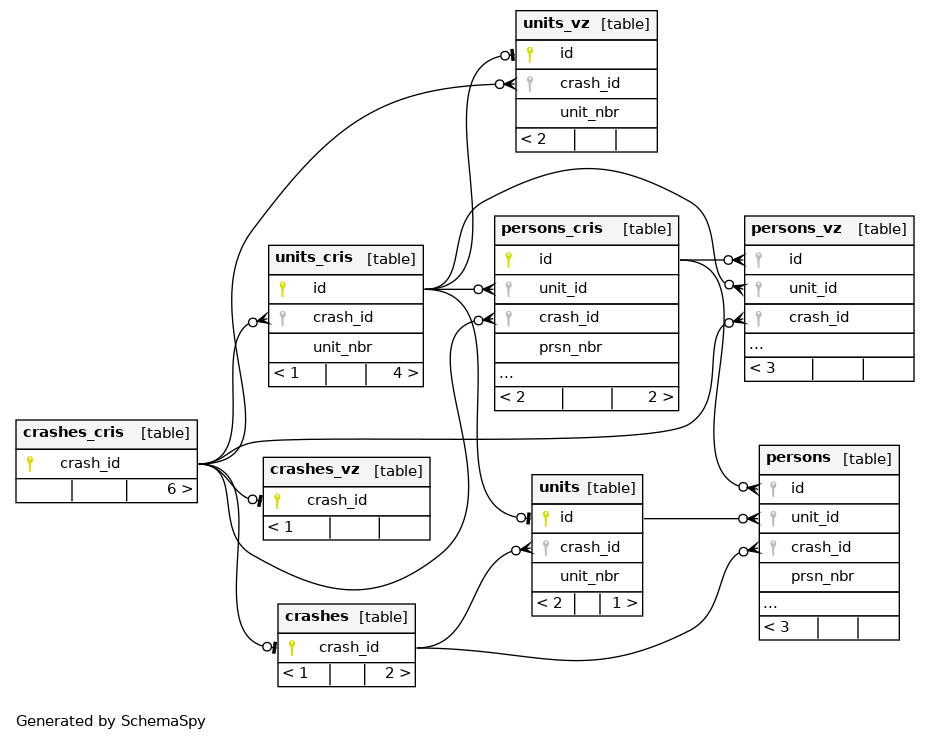 units_vz [table]
id
crash_id
unit_nbr
< 2
persons_cris [table]
id
unit_id
crash_id
prsn_nbr
...
< 2 2 >
persons_vz [table]
id
unit_id
crash_id
...
< 3
units_cris [table]
id
crash_id
unit_nbr
< 1 4 >
crashes_cris [table]
crash_id
6 >
crashes_vz [table]
crash_id
< 1
units [table]
id
crash_id
unit_nbr
< 2 1 >
persons [table]
id
unit_id
crash_id
prsn_nbr
...
< 3
crashes [table]
crash_id
< 1 2 >
Generated by SchemaSpy